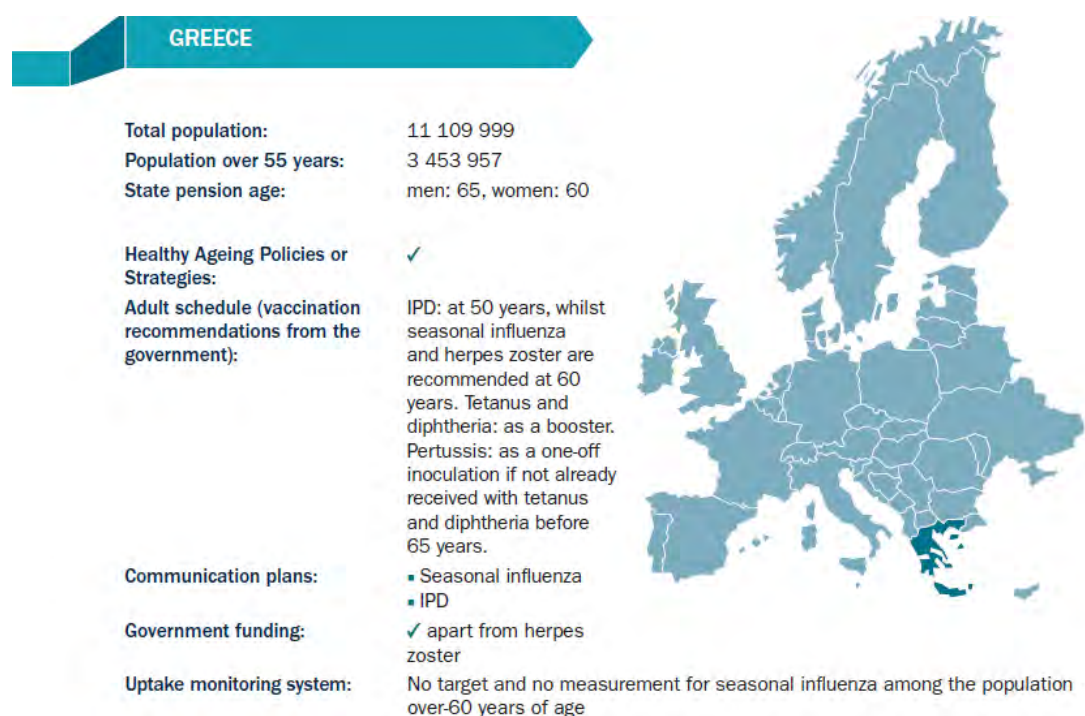 GREECE
Total population: 11 109 999
Population over 55 years: 3 453 957
State pension age: men: 65, women: 60
Healthy Ageing Policies or
Strategies:
✓
Adult schedule (vaccination
recommendations from the
government):
IPD: at 50 years, whilst
seasonal influenza
and herpes zoster are
recommended at 60
years. Tetanus and
diphtheria: as a booster.
Pertussis: as a one-off
inoculation if not already
received with tetanus
and diphtheria before
65 years.
Communication plans:
▪ Seasonal influenza
▪ IPD
Government funding:
✓ apart from herpes
zoster
Uptake monitoring system:
No target and no measurement for seasonal influenza among the population
over-60 years of age